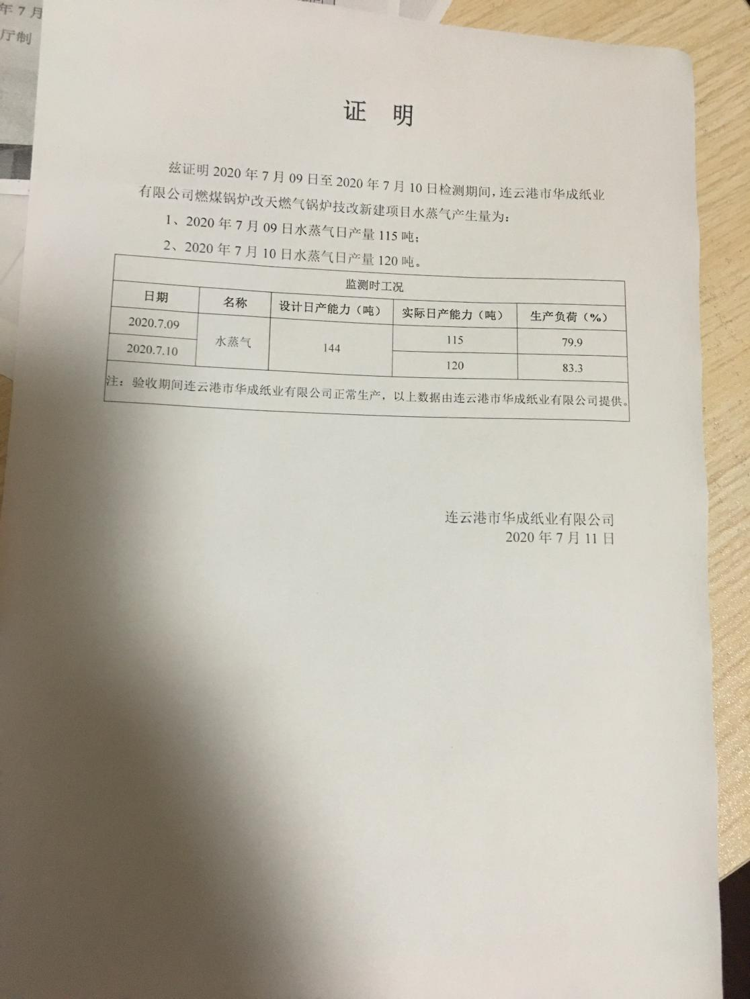 年 7 月
厅制
证 明
兹证明 2020 年 7 月 09 日至 2020 年 7 月 10 日检测期间，连云港市华成纸业
有限公司燃煤锅炉改天燃气锅炉技改新建项目水蒸气产生量为：
1、2020 年 7 月 09 日水蒸气日产量 115 吨；
2、2020 年 7 月 10 日水蒸气日产量 120 吨。
监测时工况
日期 名称 设计日产能力（吨） 实际日产能力（吨） 生产负荷（%）
2020.7.09 水蒸气 144 115 79.9
2020.7.10 120 83.3
注：验收期间连云港市华成纸业有限公司正常生产，以上数据由连云港市华成纸业有限公司提供。
连云港市华成纸业有限公司
2020 年 7 月 11 日